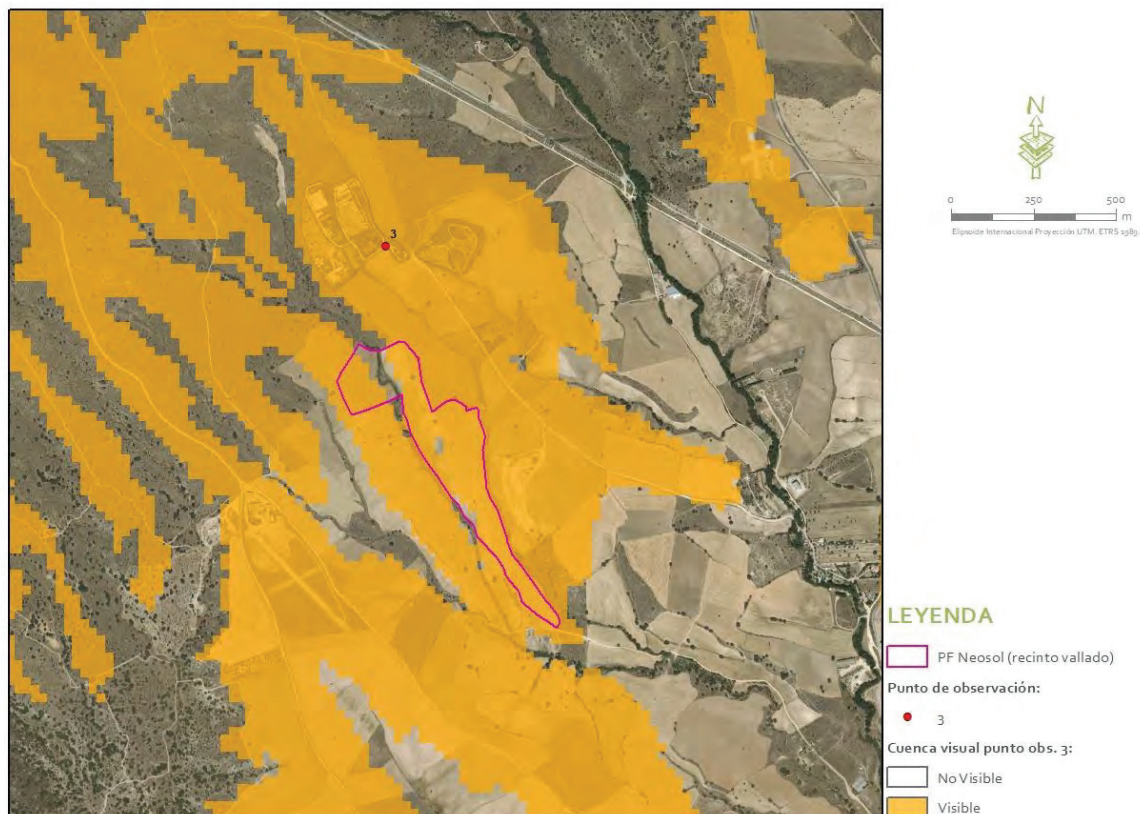 3
N
0 250 500
m
Elipsoide Internacional Proyección UTM. ETRS 1989.
LEYENDA
PF Neosol (recinto vallado)
Punto de observación:
3
Cuenca visual punto obs. 3:
No Visible
Visible